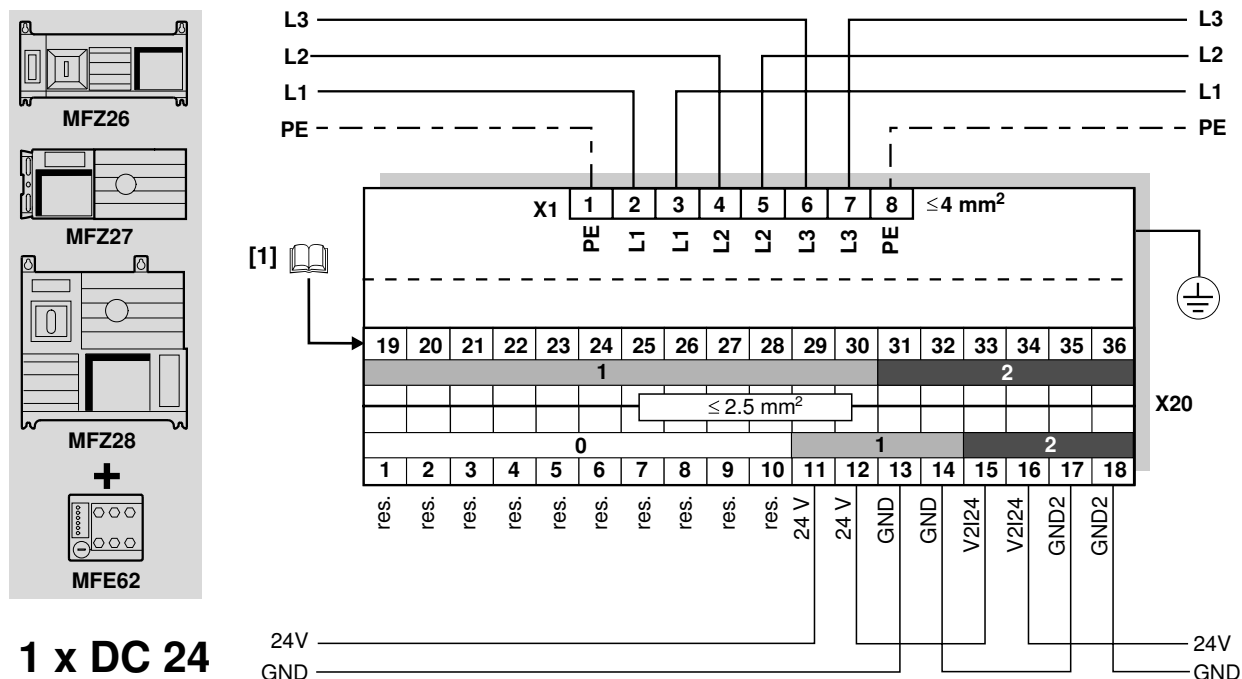 MFZ26
MFZ27
MFZ28
+
MFE62
1 x DC 24
L3
L2
L1
PE
L3
L2
L1
PE
X1 1 2 3 4 5 6 7 8 ≤4 mm²
PE L1 L1 L2 L2 L3 L3 PE
[1]
19 20 21 22 23 24 25 26 27 28 29 30 31 32 33 34 35 36
1 2
≤ 2.5 mm²
X20
0 1 2
1 2 3 4 5 6 7 8 9 10 11 12 13 14 15 16 17 18
res. res. res. res. res. res. res. res. res. res. 24 V 24 V GND GND V2I24 V2I24 GND2 GND2
24V
GND
24V
GND